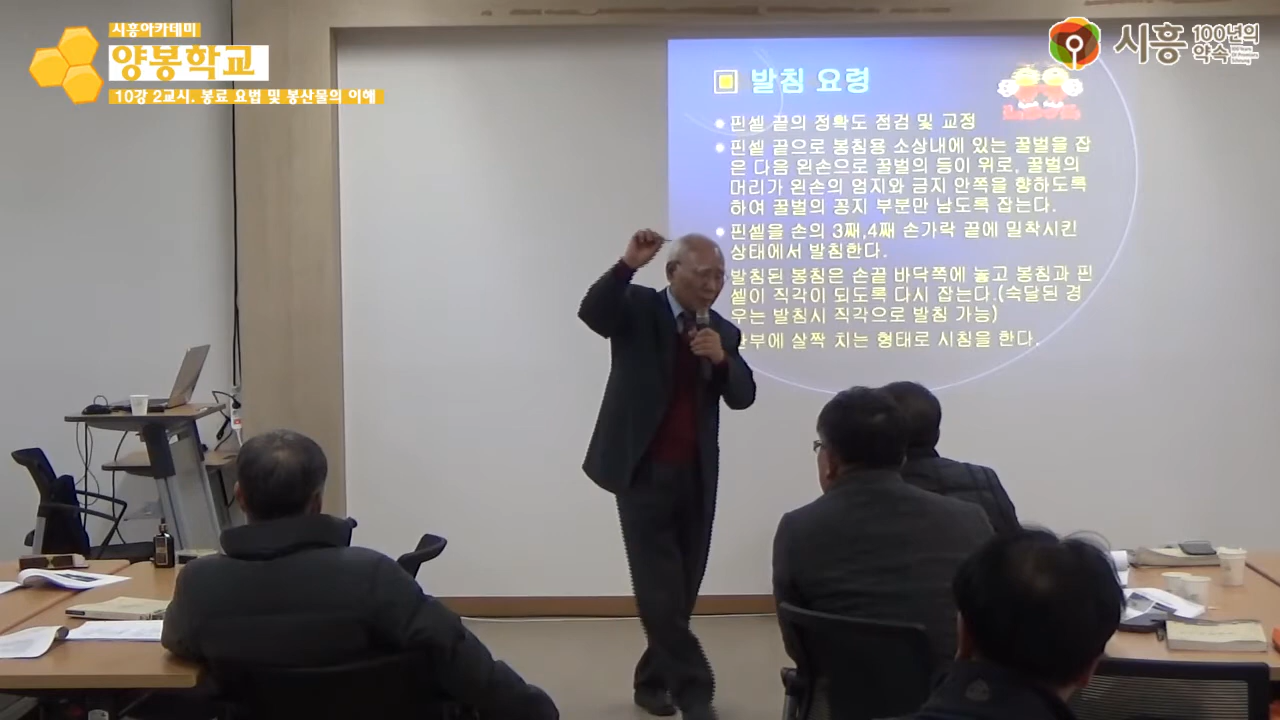 시흥아카데미
양봉학교
10강 2교시. 봉료 요법 및 봉산물의 이해
시흥 100년의 약속
발침 요령
핀셀 끝의 정확도 점검 및 교정
핀셀 끝으로 봉침용 소상내에 있는 꿀벌을 잡
은 다음 왼손으로 꿀벌의 등이 위로, 꿀벌의
머리가 왼손의 엄지와 금지 안쪽을 향하도록
하여 꿀벌의 꽁지 부분만 남도록 잡는다.
핀셀을 손의 3째,4째 손가락 끝에 밀착시킨
상태에서 발침한다.
발침된 봉침은 손끝 바닥쪽에 놓고 봉침과 핀
셀이 직각이 되도록 다시 잡는다.(숙달된 경
우는 발침시 직각으로 발침 가능)
부에 살짝 치는 형태로 시침을 한다.